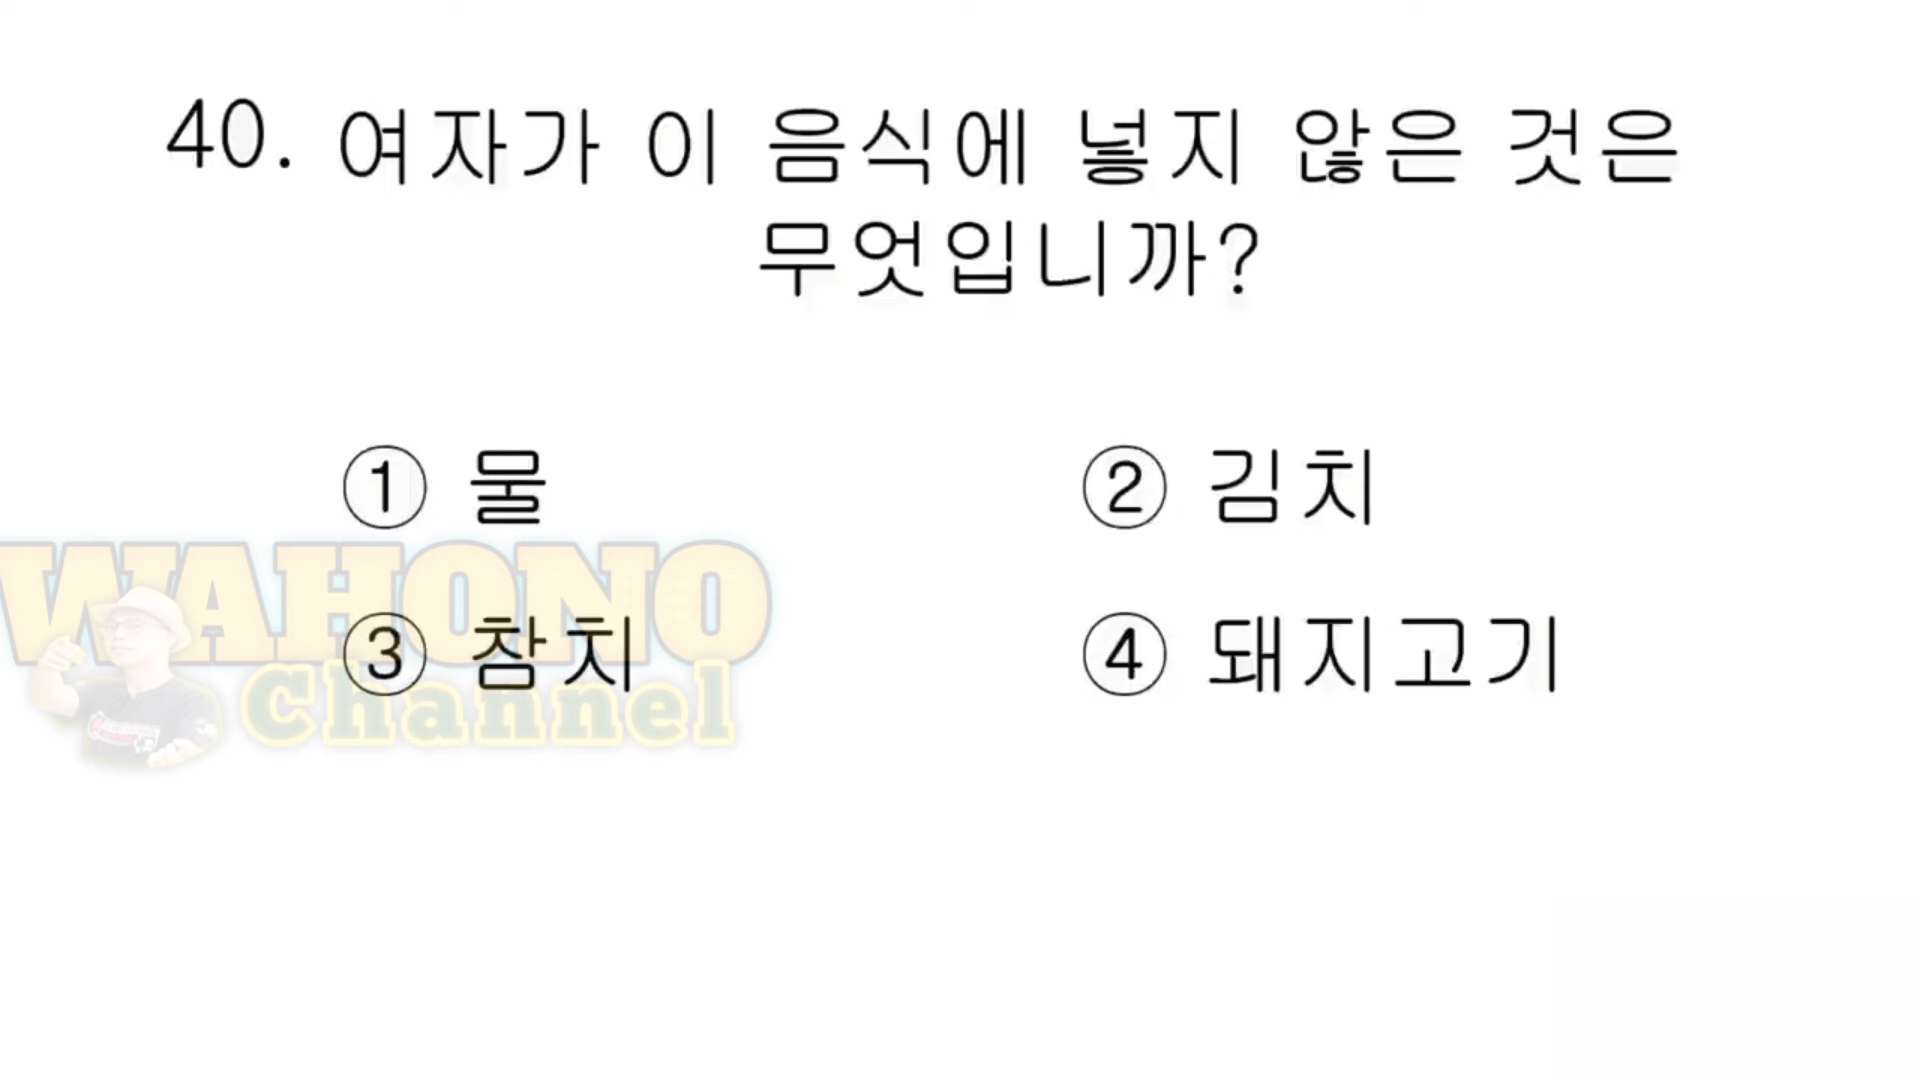 40. 여자가 이 음식에 넣지 않은 것은
무엇입니까?
① 물 ② 김치
③ 참치 ④ 돼지고기
WAHONO
Channel